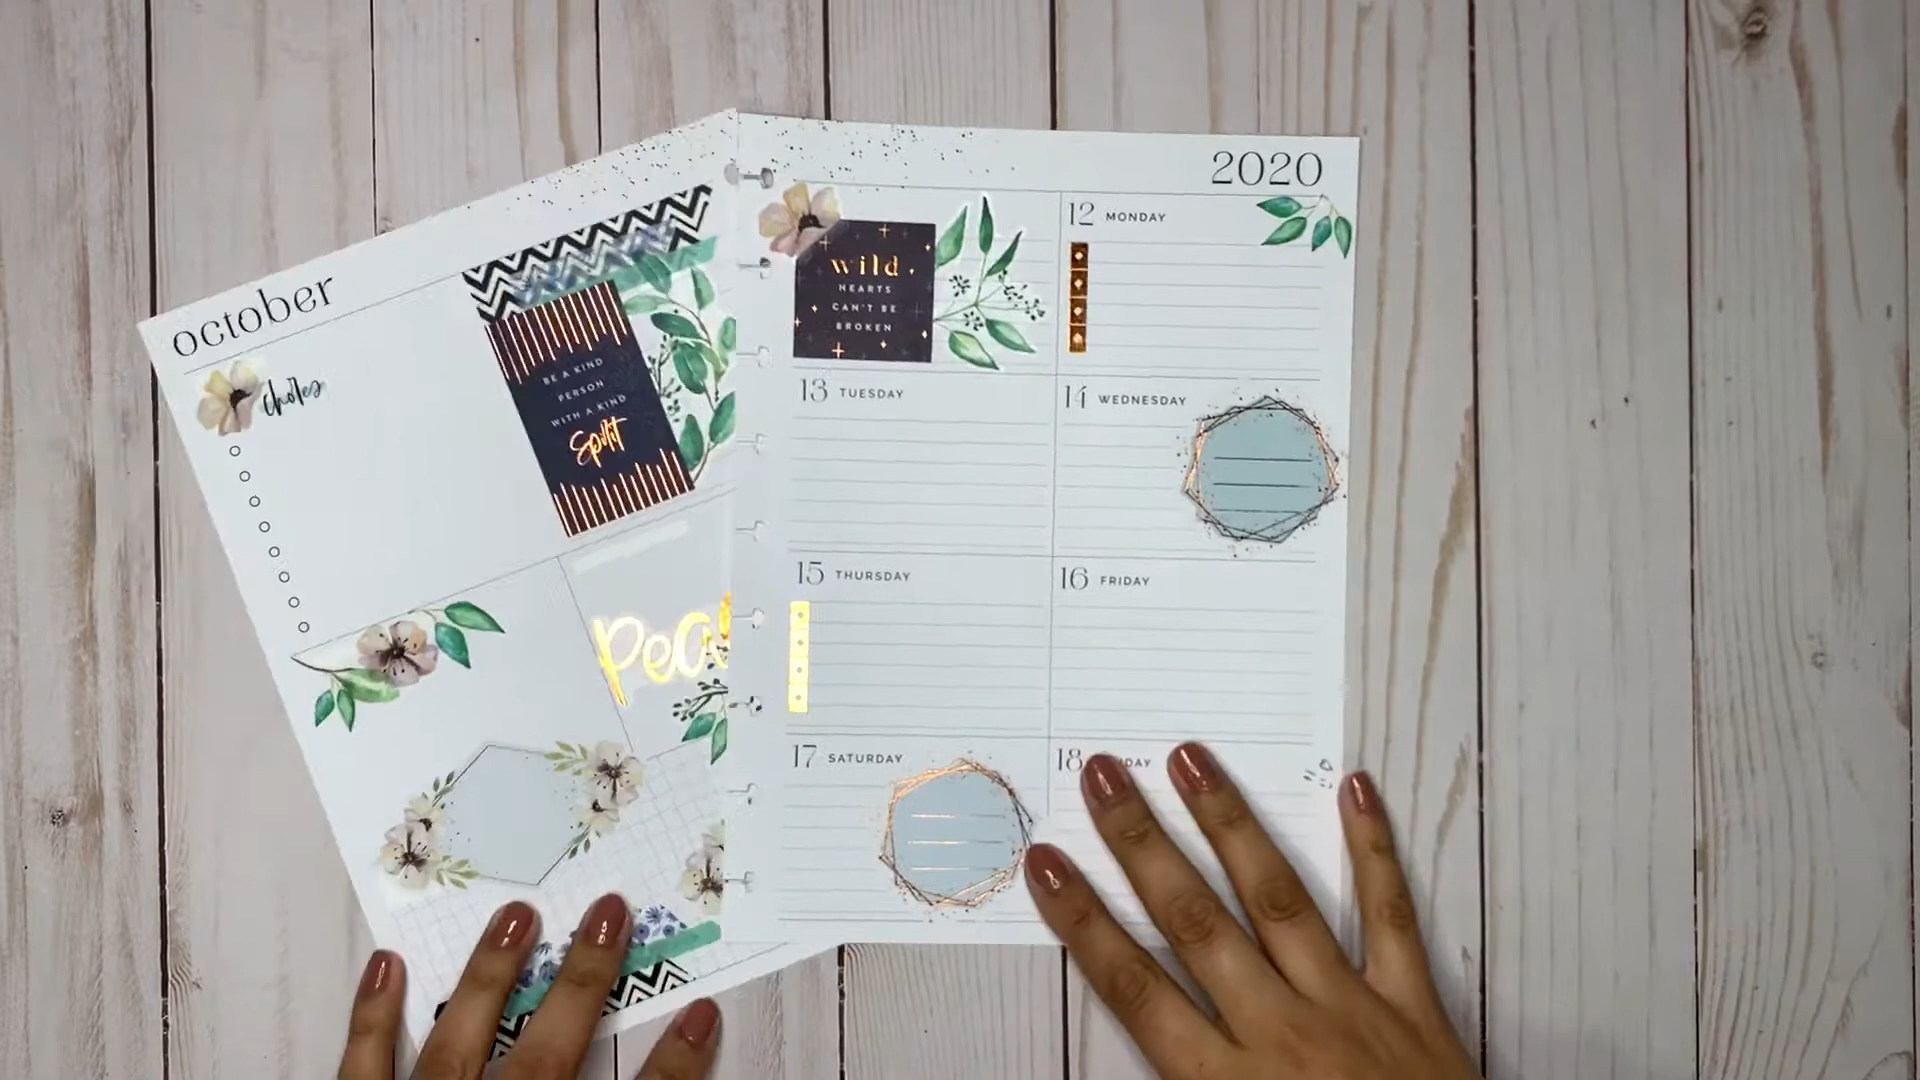 october
notes
BE A KIND
PERSON
WITH A KIND
Spirit
2020
wild
HEARTS
CAN'T BE
BROKEN
12 MONDAY
13 TUESDAY
14 WEDNESDAY
15 THURSDAY
16 FRIDAY
17 SATURDAY
18